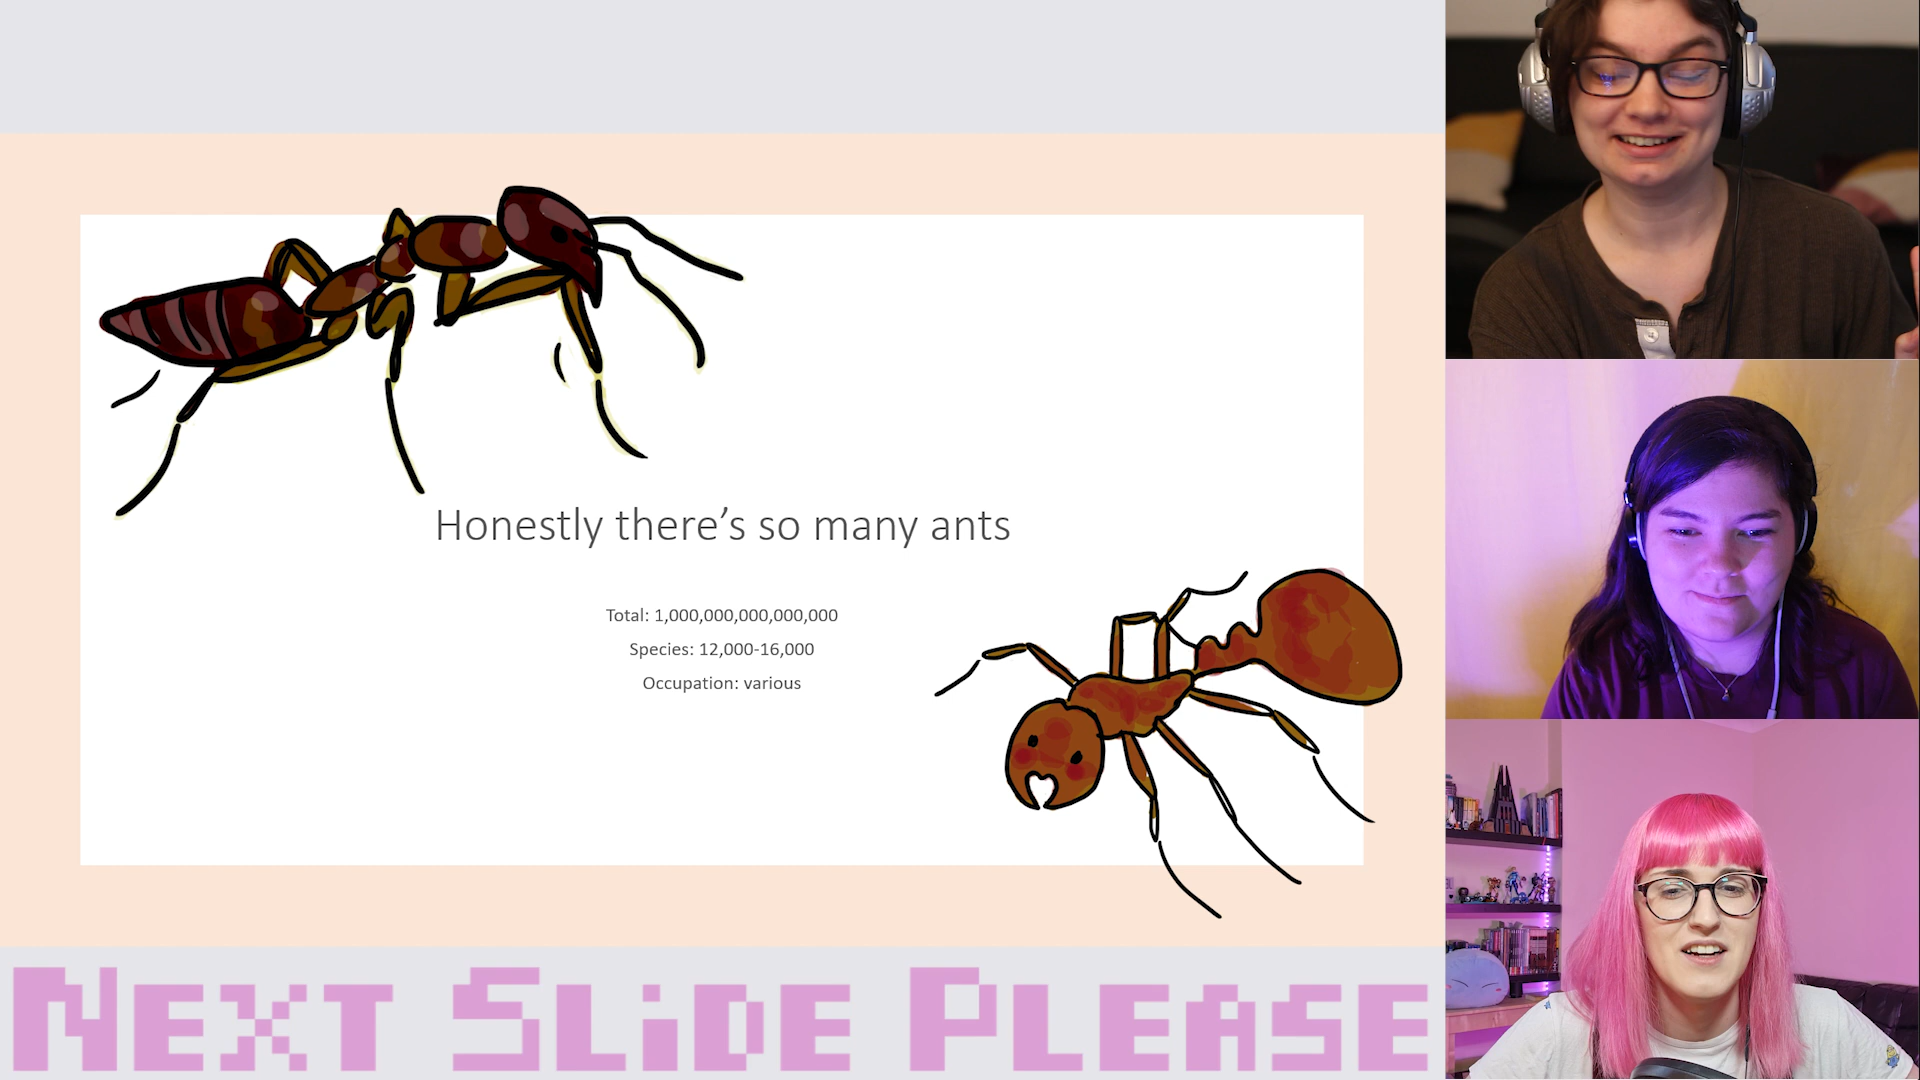 Honestly there’s so many ants
Total: 1,000,000,000,000,000
Species: 12,000-16,000
Occupation: various
NEXT SLiDE PLEASE